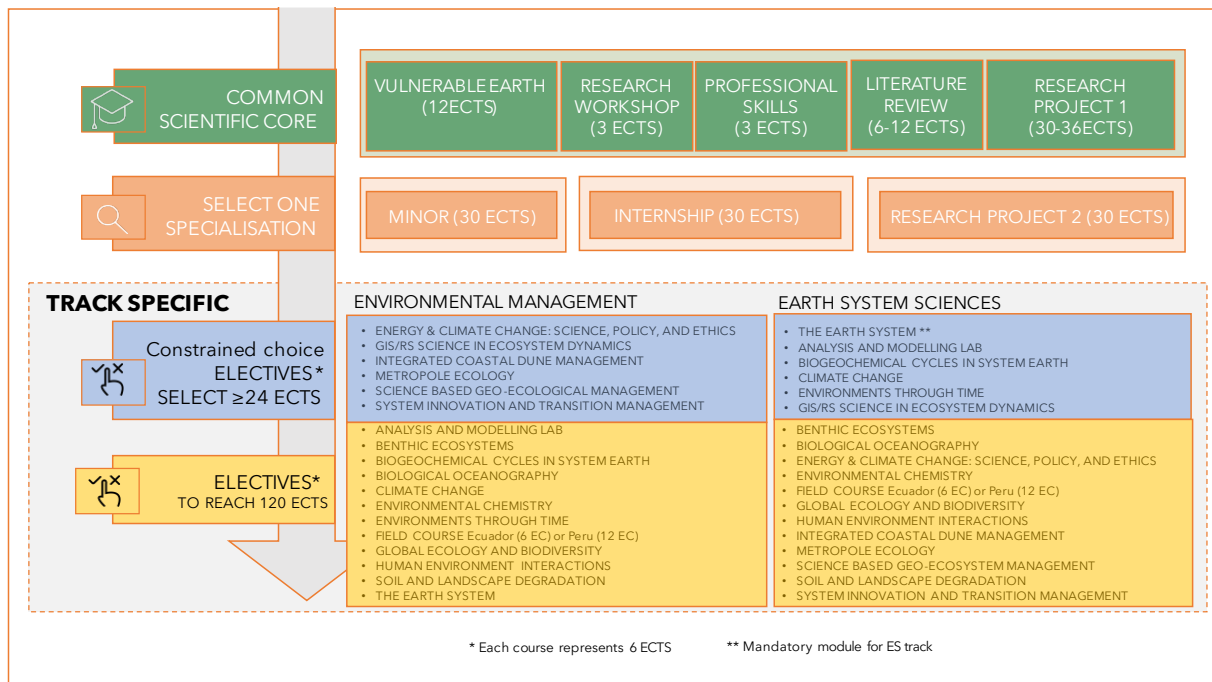 COMMON
SCIENTIFIC CORE
VULNERABLE EARTH
(12ECTS)
RESEARCH
WORKSHOP
(3 ECTS)
PROFESSIONAL
SKILLS
(3 ECTS)
LITERATURE
REVIEW
(6-12 ECTS)
RESEARCH
PROJECT 1
(30-36ECTS)
SELECT ONE
SPECIALISATION
MINOR (30 ECTS)
INTERNSHIP (30 ECTS)
RESEARCH PROJECT 2 (30 ECTS)
TRACK SPECIFIC
Constrained choice
ELECTIVES*
SELECT ≥24 ECTS
ELECTIVES*
TO REACH 120 ECTS
ENVIRONMENTAL MANAGEMENT
• ENERGY & CLIMATE CHANGE: SCIENCE, POLICY, AND ETHICS
• GIS/RS SCIENCE IN ECOSYSTEM DYNAMICS
• INTEGRATED COASTAL DUNE MANAGEMENT
• METROPOLE ECOLOGY
• SCIENCE BASED GEO-ECOLOGICAL MANAGEMENT
• SYSTEM INNOVATION AND TRANSITION MANAGEMENT
• ANALYSIS AND MODELLING LAB
• BENTHIC ECOSYSTEMS
• BIOGEOCHEMICAL CYCLES IN SYSTEM EARTH
• BIOLOGICAL OCEANOGRAPHY
• CLIMATE CHANGE
• ENVIRONMENTAL CHEMISTRY
• ENVIRONMENTS THROUGH TIME
• FIELD COURSE Ecuador (6 EC) or Peru (12 EC)
• GLOBAL ECOLOGY AND BIODIVERSITY
• HUMAN ENVIRONMENT INTERACTIONS
• SOIL AND LANDSCAPE DEGRADATION
• THE EARTH SYSTEM
EARTH SYSTEM SCIENCES
• THE EARTH SYSTEM **
• ANALYSIS AND MODELLING LAB
• BIOGEOCHEMICAL CYCLES IN SYSTEM EARTH
• CLIMATE CHANGE
• ENVIRONMENTS THROUGH TIME
• GIS/RS SCIENCE IN ECOSYSTEM DYNAMICS
• BENTHIC ECOSYSTEMS
• BIOLOGICAL OCEANOGRAPHY
• ENERGY & CLIMATE CHANGE: SCIENCE, POLICY, AND ETHICS
• ENVIRONMENTAL CHEMISTRY
• FIELD COURSE Ecuador (6 EC) or Peru (12 EC)
• GLOBAL ECOLOGY AND BIODIVERSITY
• HUMAN ENVIRONMENT INTERACTIONS
• INTEGRATED COASTAL DUNE MANAGEMENT
• METROPOLE ECOLOGY
• SCIENCE BASED GEO-ECOSYSTEM MANAGEMENT
• SOIL AND LANDSCAPE DEGRADATION
• SYSTEM INNOVATION AND TRANSITION MANAGEMENT
* Each course represents 6 ECTS
** Mandatory module for ES track